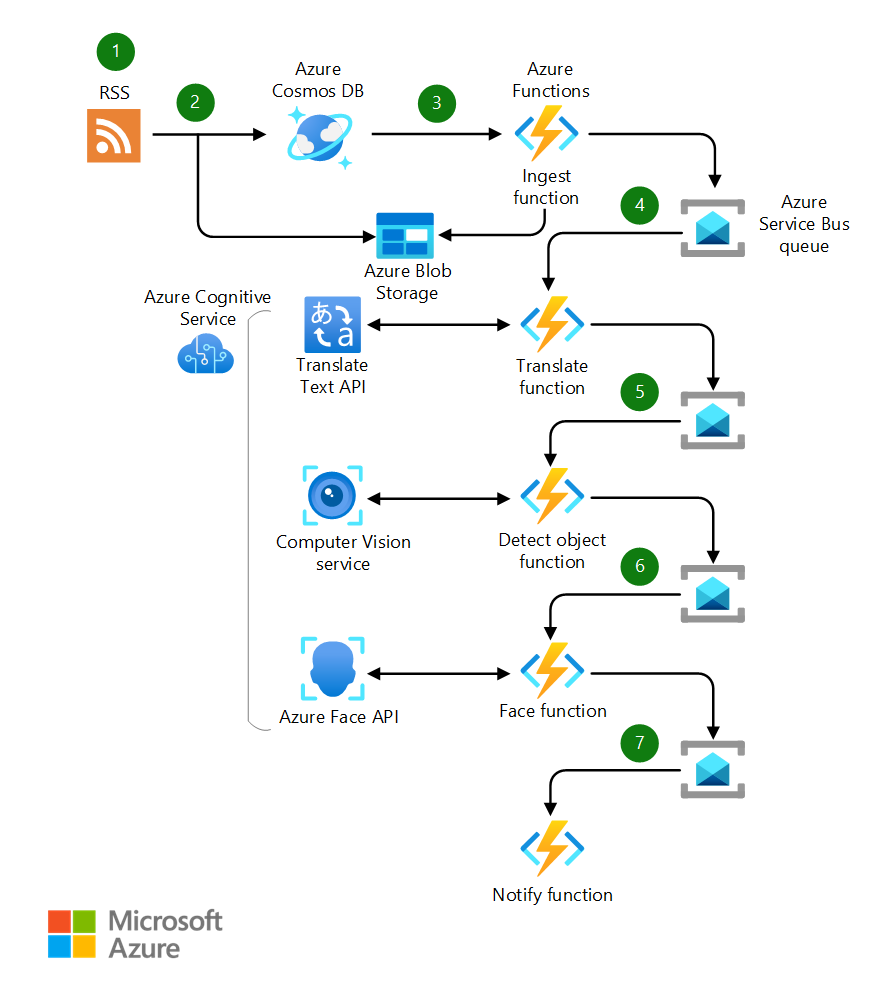 1
RSS
2
Azure
Cosmos DB
3
Azure
Functions
Ingest
function
4
Azure
Service Bus
queue
Azure Blob
Storage
Azure Cognitive
Service
あ
a
Translate
Text API
Translate
function
5
Computer Vision
service
Detect object
function
6
Azure Face API
Face function
7
Notify function
Microsoft
Azure